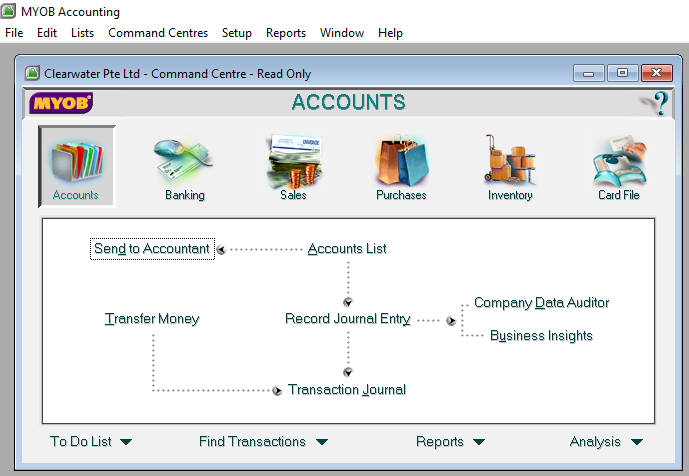 MYOB Accounting
File Edit Lists Command Centres Setup Reports Window Help
Clearwater Pte Ltd - Command Centre - Read Only
MYOB ACCOUNTS ?
INVOICE
Accounts Banking Sales Purchases Inventory Card File
Send to Accountant Accounts List
Company Data Auditor
Transfer Money Record Journal Entry
Business Insights
Transaction Journal
To Do List Find Transactions Reports Analysis